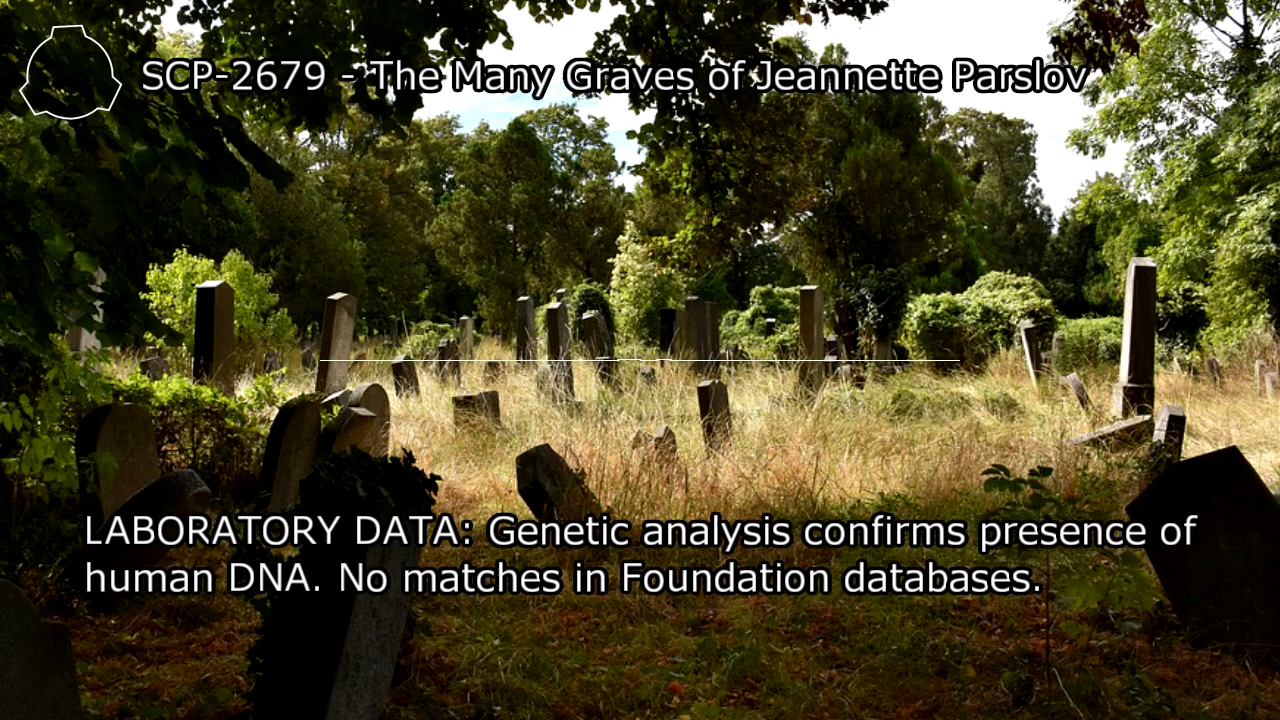 SCP-2679 - The Many Graves of Jeannette Parslov
LABORATORY DATA: Genetic analysis confirms presence of
human DNA. No matches in Foundation databases.